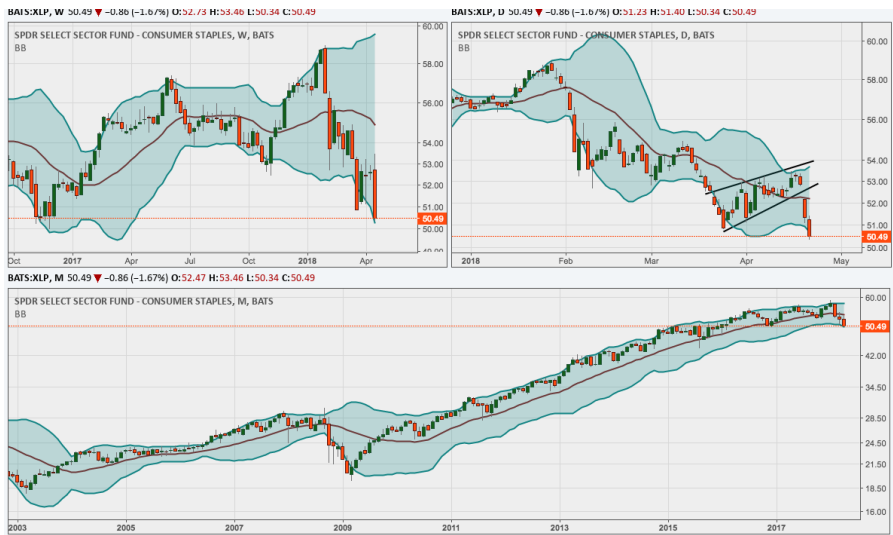 BATS:XLP, W 50.49 ▼ −0.86 (−1.67%) O:52.73 H:53.46 L:50.34 C:50.49
SPDR SELECT SECTOR FUND - CONSUMER STAPLES, W, BATS
BB
60.00
58.00
56.00
54.00
53.00
52.00
51.00
50.49
49.00
Oct 2017 Apr Jul Oct 2018 Apr
BATS:XLP, D 50.49 ▼ −0.86 (−1.67%) O:51.23 H:51.40 L:50.34 C:50.49
SPDR SELECT SECTOR FUND - CONSUMER STAPLES, D, BATS
BB
60.00
58.00
56.00
54.00
53.00
52.00
51.00
50.49
50.00
2018 Feb Mar Apr May
BATS:XLP, M 50.49 ▼ −0.86 (−1.67%) O:52.47 H:53.46 L:50.34 C:50.49
SPDR SELECT SECTOR FUND - CONSUMER STAPLES, M, BATS
BB
60.00
50.49
42.00
34.50
28.50
24.50
21.00
18.50
16.00
2003 2005 2007 2009 2011 2013 2015 2017